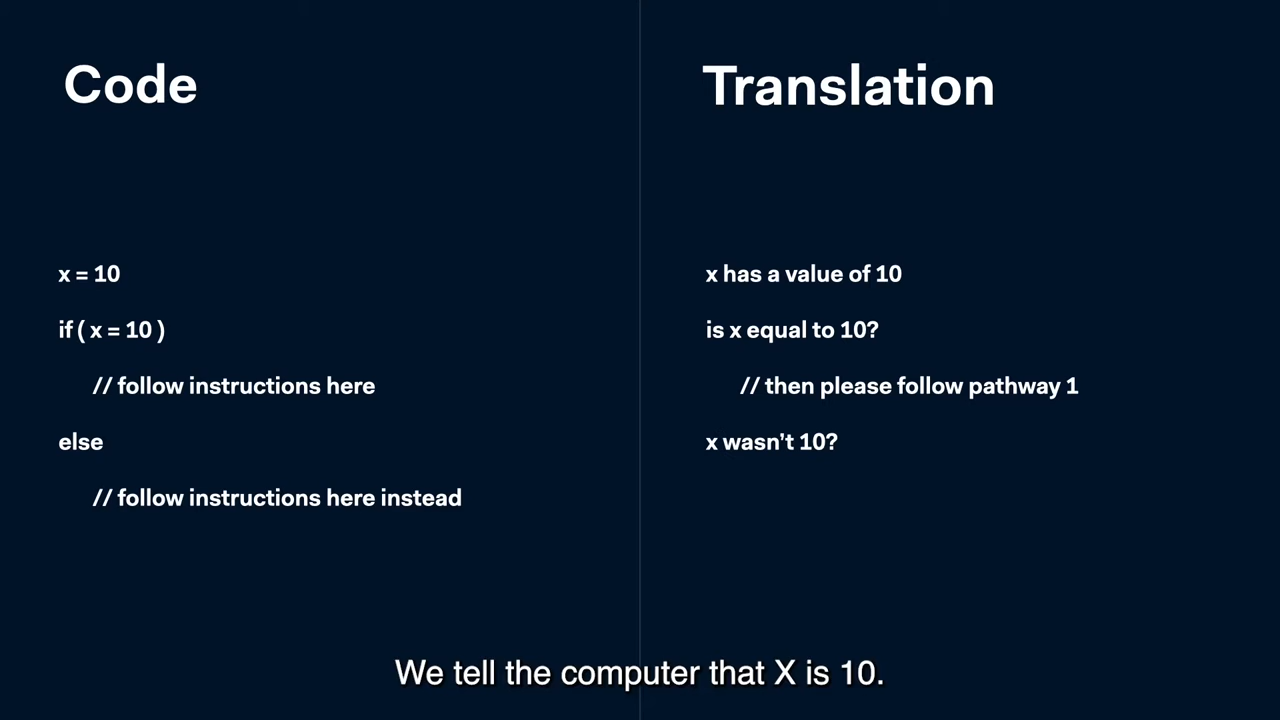 Code
x = 10
if ( x = 10 )
// follow instructions here
else
// follow instructions here instead
Translation
x has a value of 10
is x equal to 10?
// then please follow pathway 1
x wasn’t 10?
We tell the computer that X is 10.